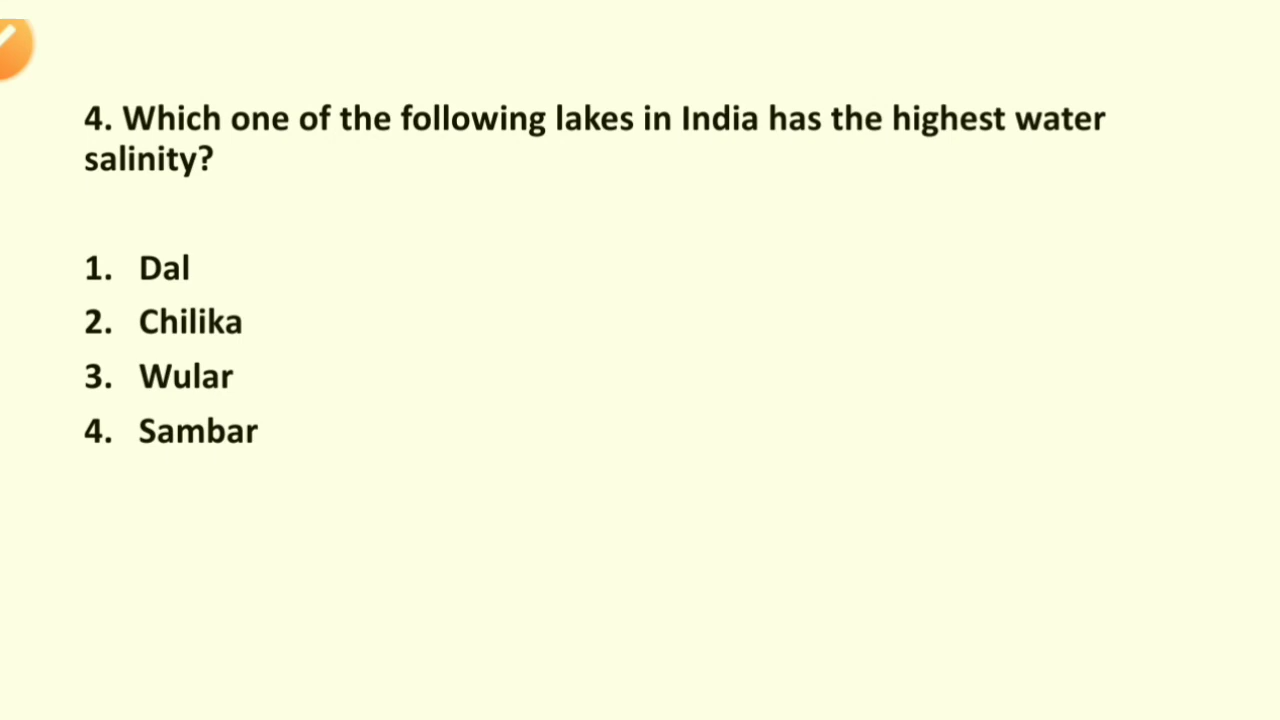 4. Which one of the following lakes in India has the highest water
salinity?
1. Dal
2. Chilika
3. Wular
4. Sambar